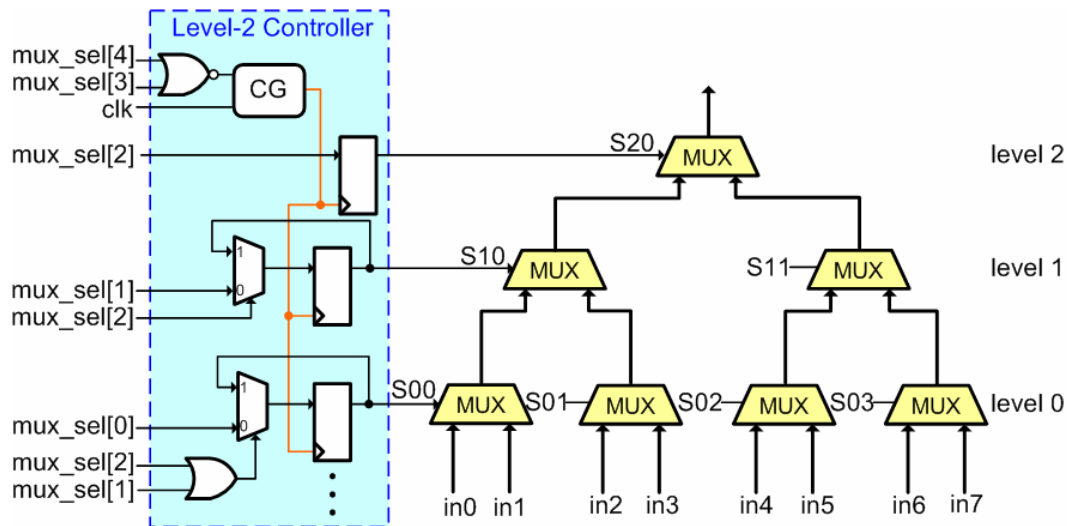 Level-2 Controller
mux_sel[4]
mux_sel[3]
clk
CG
mux_sel[2]
S20
MUX
level 2
1
0
mux_sel[1]
mux_sel[2]
S10
MUX
S11
MUX
level 1
1
0
mux_sel[0]
mux_sel[2]
mux_sel[1]
S00
MUX
S01
MUX
S02
MUX
S03
MUX
level 0
in0
in1
in2
in3
in4
in5
in6
in7